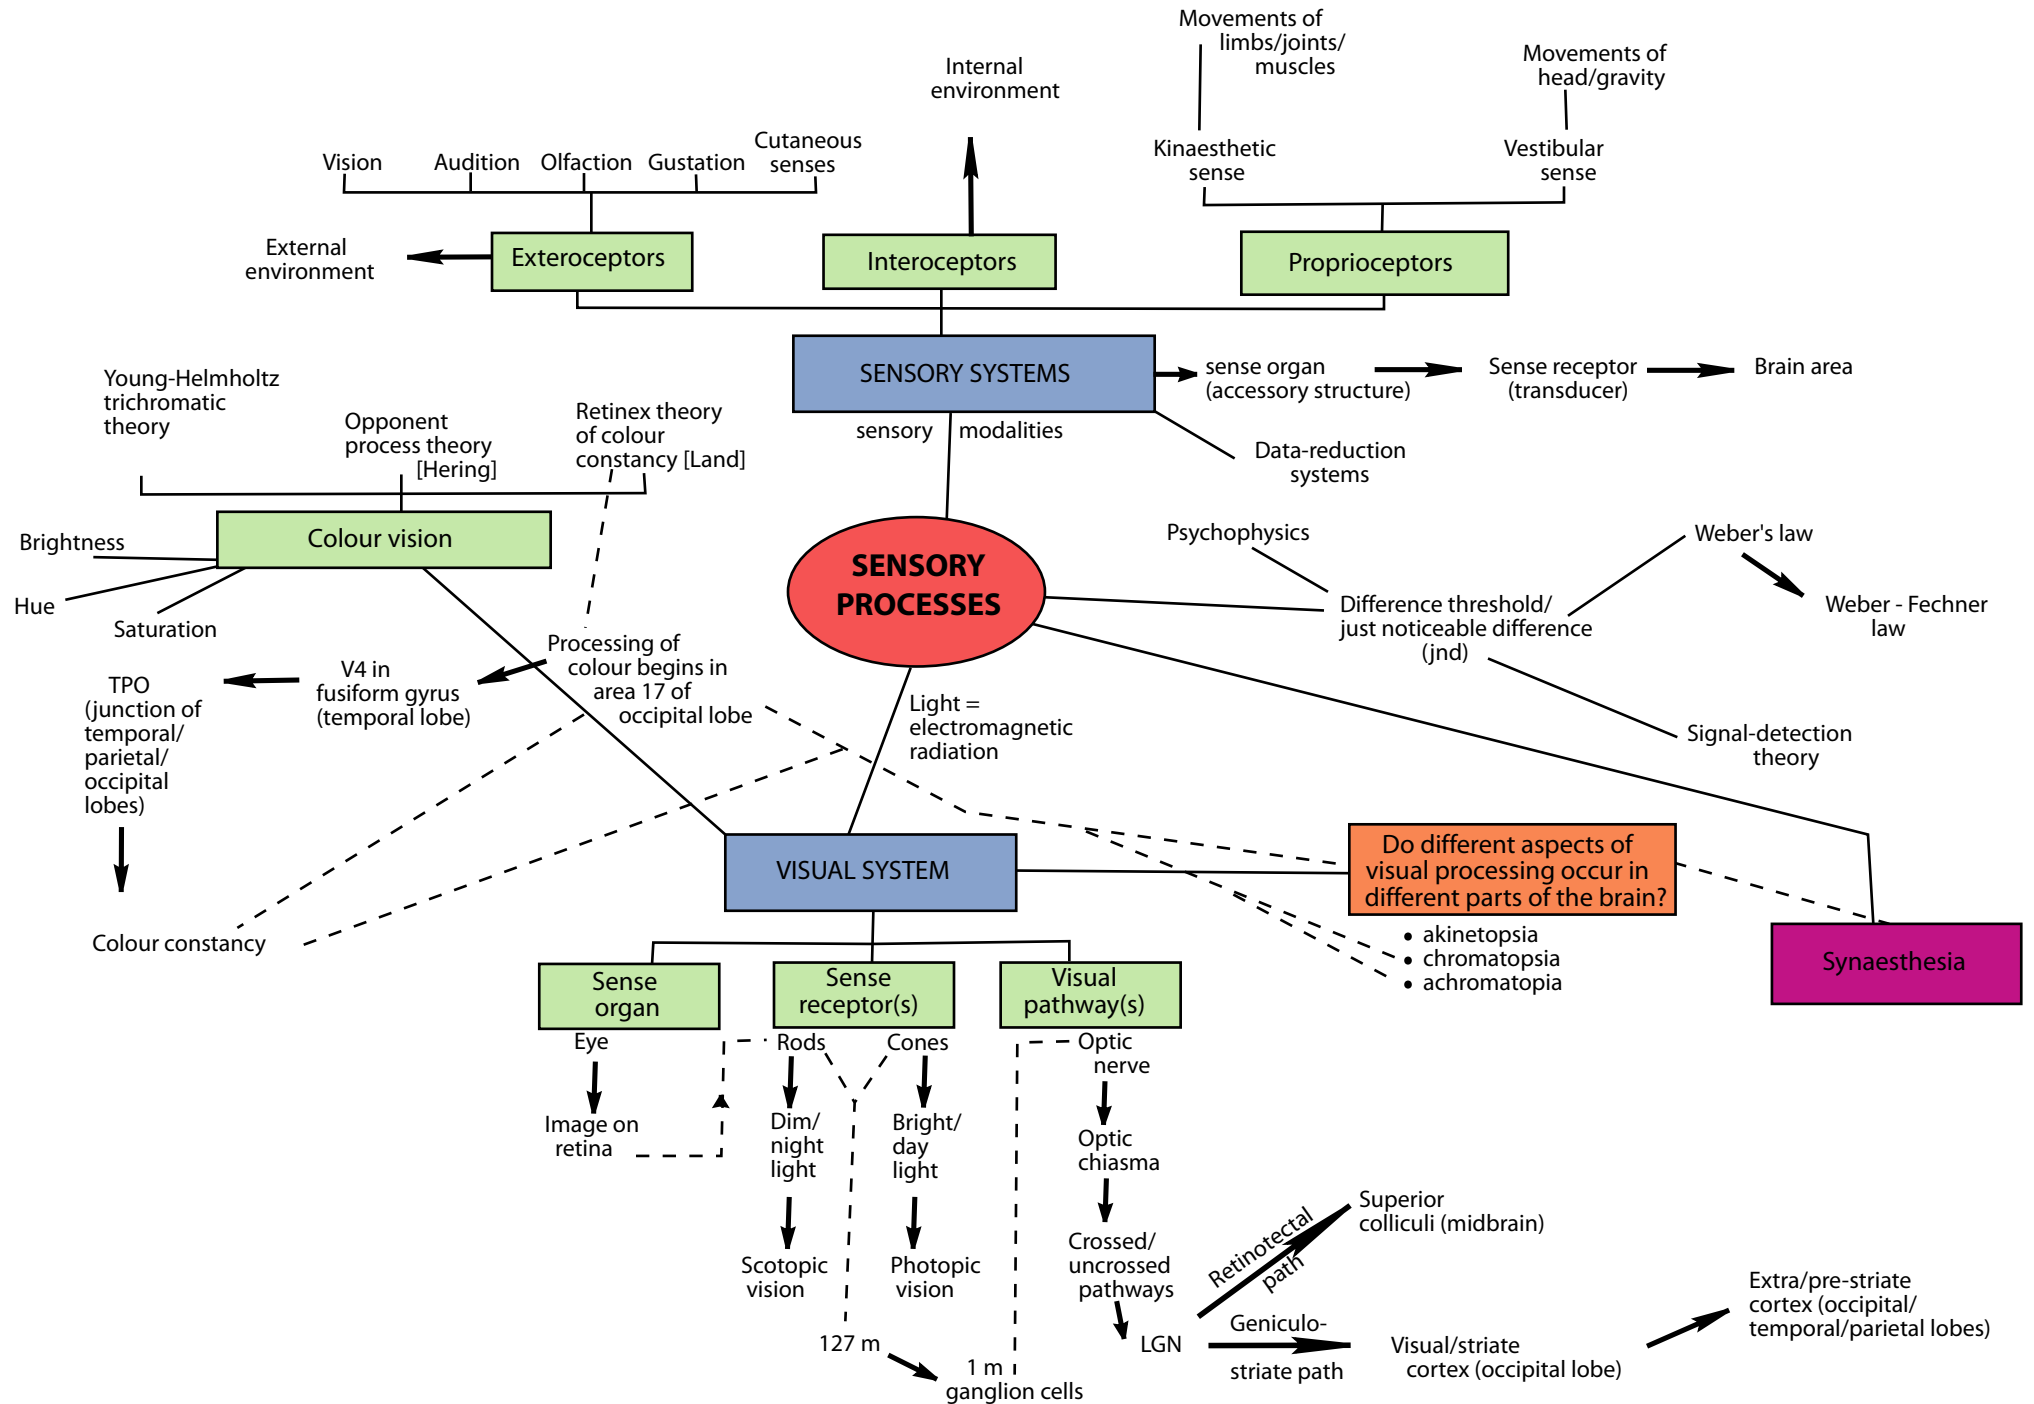 Movements of
limbs/joints/
muscles
Movements of
head/gravity
Internal
environment
Vision
Audition
Olfaction
Gustation
Cutaneous
senses
Kinaesthetic
sense
Vestibular
sense
External
environment
Exteroceptors
Interoceptors
Proprioceptors
SENSORY SYSTEMS
sense organ
(accessory structure)
Sense receptor
(transducer)
Brain area
sensory modalities
Data-reduction
systems
Young-Helmholtz
trichromatic
theory
Opponent
process theory
[Hering]
Retinex theory
of colour
constancy [Land]
Colour vision
Brightness
Hue
Saturation
SENSORY
PROCESSES
Psychophysics
Difference threshold/
just noticeable difference
(jnd)
Weber's law
Weber - Fechner
law
Signal-detection
theory
Processing of
colour begins in
area 17 of
occipital lobe
V4 in
fusiform gyrus
(temporal lobe)
TPO
(junction of
temporal/
parietal/
occipital
lobes)
Colour constancy
Light =
electromagnetic
radiation
VISUAL SYSTEM
Do different aspects of
visual processing occur in
different parts of the brain?
• akinetopsia
• chromatopsia
• achromatopia
Synaesthesia
Sense
organ
Sense
receptor(s)
Visual
pathway(s)
Eye
Image on
retina
Rods
Dim/
night
light
Scotopic
vision
Cones
Bright/
day
light
Photopic
vision
127 m
1 m
ganglion cells
Optic
nerve
Optic
chiasma
Crossed/
uncrossed
pathways
LGN
Retinotectal
path
Superior
colliculi (midbrain)
Geniculo-
striate path
Visual/striate
cortex (occipital lobe)
Extra/pre-striate
cortex (occipital/
temporal/parietal lobes)